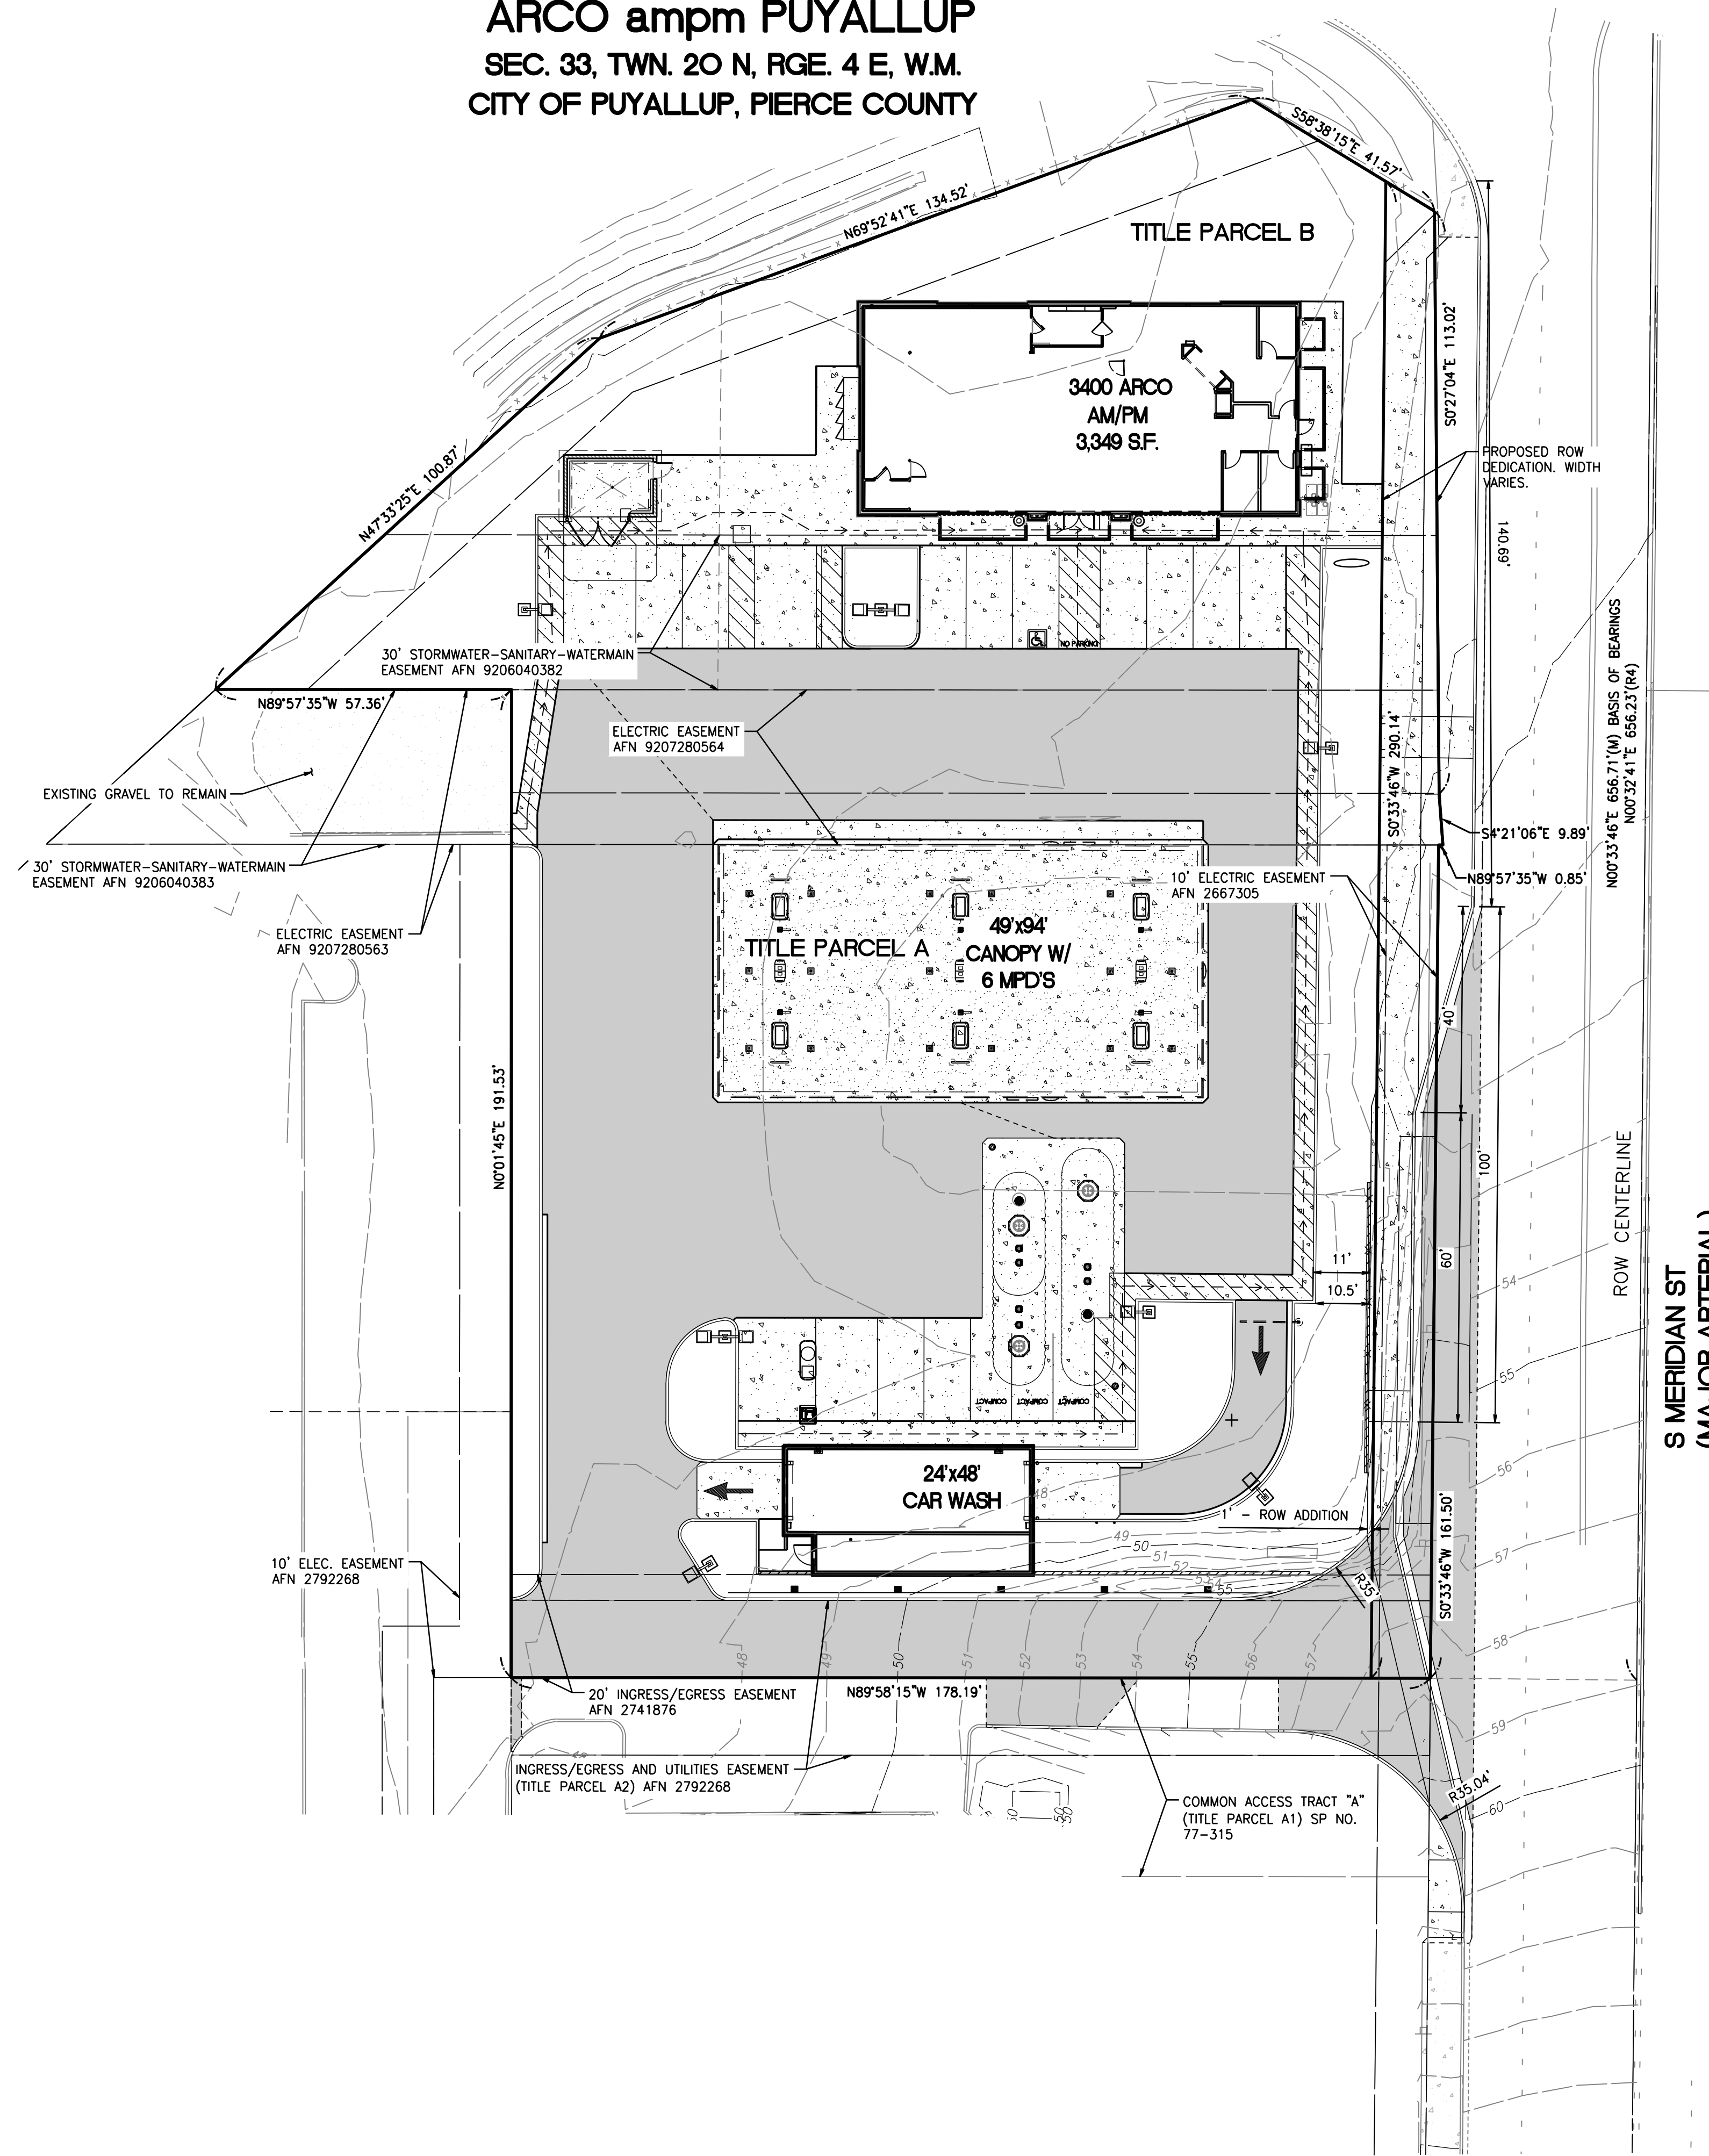 ARCO ampm PUYALLUP
SEC. 33, TWN. 20 N, RGE. 4 E, W.M.
CITY OF PUYALLUP, PIERCE COUNTY
S58°38'15"E 41.57'
N69°52'41"E 134.52'
TITLE PARCEL B
S0°27'04"E 113.02'
3400 ARCO
AM/PM
3,349 S.F.
PROPOSED ROW
DEDICATION. WIDTH
VARIES.
N47°33'25"E 100.87'
140.69'
NO PARKING
30' STORMWATER-SANITARY-WATERMAIN
EASEMENT AFN 9206040382
N89°57'35"W 57.36'
N00°33'46"E 656.71'(M) BASIS OF BEARINGS
N00°32'41"E 656.23'(R4)
ELECTRIC EASEMENT
AFN 9207280564
S0°33'46"W 290.14'
EXISTING GRAVEL TO REMAIN
S4°21'06"E 9.89'
30' STORMWATER-SANITARY-WATERMAIN
EASEMENT AFN 9206040383
10' ELECTRIC EASEMENT
AFN 2667305
N89°57'35"W 0.85'
ELECTRIC EASEMENT
AFN 9207280563
TITLE PARCEL A
49'x94'
CANOPY W/
6 MPD'S
40'
N0°01'45"E 191.53'
100'
ROW CENTERLINE
60'
11'
10.5'
54
S MERIDIAN ST
(MAJOR ARTERIAL)
55
COMPACT
COMPACT
COMPACT
56
24'x48'
CAR WASH
48
1' - ROW ADDITION
49
50
51
52
53
54
55
57
10' ELEC. EASEMENT
AFN 2792268
R35'
S0°33'46"W 161.50'
58
48
49
50
51
52
53
54
55
56
57
20' INGRESS/EGRESS EASEMENT
AFN 2741876
N89°58'15"W 178.19'
59
INGRESS/EGRESS AND UTILITIES EASEMENT
(TITLE PARCEL A2) AFN 2792268
R35.04'
60
COMMON ACCESS TRACT "A"
(TITLE PARCEL A1) SP NO.
77-315
50
50